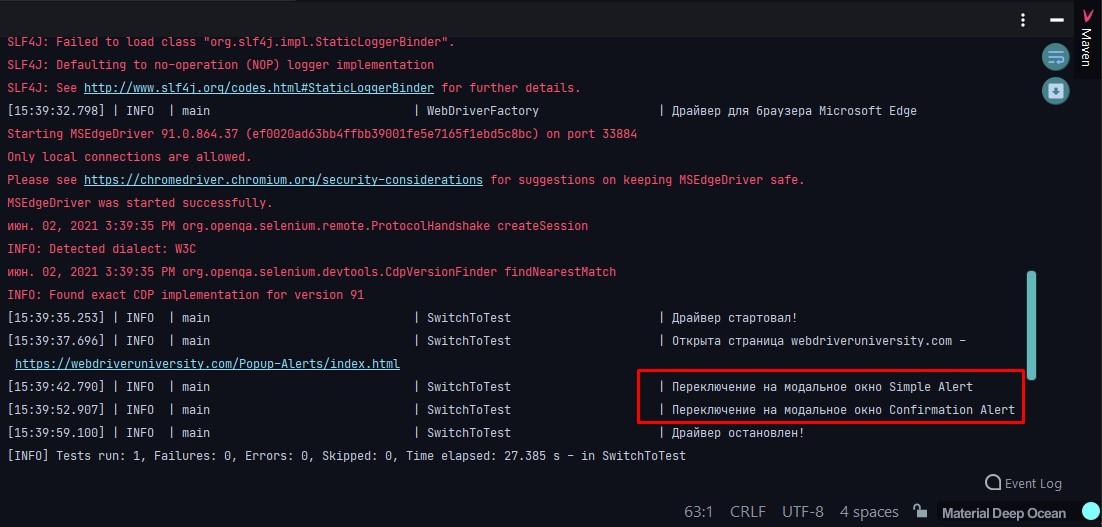 SLF4J: Failed to load class "org.slf4j.impl.StaticLoggerBinder".
SLF4J: Defaulting to no-operation (NOP) logger implementation
SLF4J: See http://www.slf4j.org/codes.html#StaticLoggerBinder for further details.
[15:39:32.798] | INFO | main | WebDriverFactory | Драйвер для браузера Microsoft Edge
Starting MSEdgeDriver 91.0.864.37 (ef0020ad63bb4ffbb39001fe5e7165f1ebd5c8bc) on port 33884
Only local connections are allowed.
Please see https://chromedriver.chromium.org/security-considerations for suggestions on keeping MSEdgeDriver safe.
MSEdgeDriver was started successfully.
июн. 02, 2021 3:39:35 PM org.openqa.selenium.remote.ProtocolHandshake createSession
INFO: Detected dialect: W3C
июн. 02, 2021 3:39:35 PM org.openqa.selenium.devtools.CdpVersionFinder findNearestMatch
INFO: Found exact CDP implementation for version 91
[15:39:35.253] | INFO | main | SwitchToTest | Драйвер стартовал!
[15:39:37.696] | INFO | main | SwitchToTest | Открыта страница webdriveruniversity.com –
https://webdriveruniversity.com/Popup-Alerts/index.html
[15:39:42.790] | INFO | main | SwitchToTest | Переключение на модальное окно Simple Alert
[15:39:52.907] | INFO | main | SwitchToTest | Переключение на модальное окно Confirmation Alert
[15:39:59.100] | INFO | main | SwitchToTest | Драйвер остановлен!
[INFO] Tests run: 1, Failures: 0, Errors: 0, Skipped: 0, Time elapsed: 27.385 s – in SwitchToTest
Maven
Event Log
63:1 CRLF UTF-8 4 spaces Material Deep Ocean